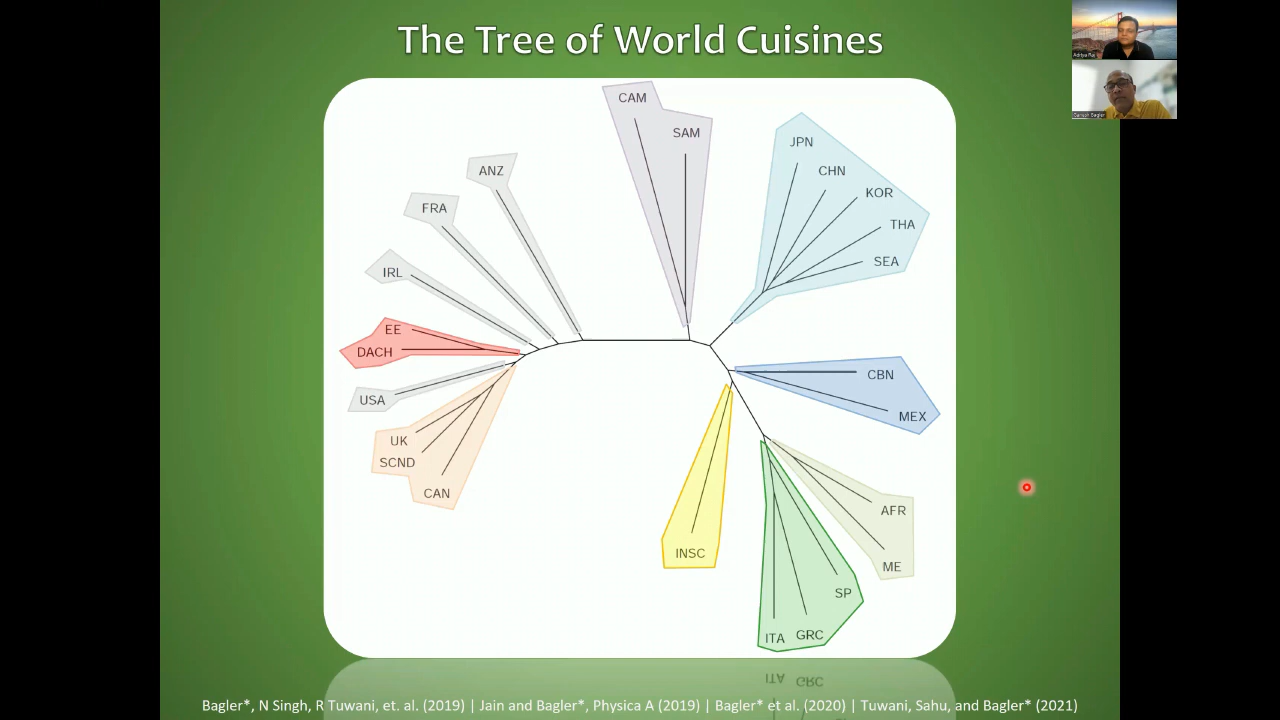 The Tree of World Cuisines
CAM
SAM
ANZ
FRA
IRL
EE
DACH
USA
UK
SCND
CAN
JPN
CHN
KOR
THA
SEA
CBN
MEX
AFR
ME
SP
GRC
ITA
INSC
Bagler*, N Singh, R Tuwani, et. al. (2019) | Jain and Bagler*, Physica A (2019) | Bagler* et al. (2020) | Tuwani, Sahu, and Bagler* (2021)
Ganesh Bagler